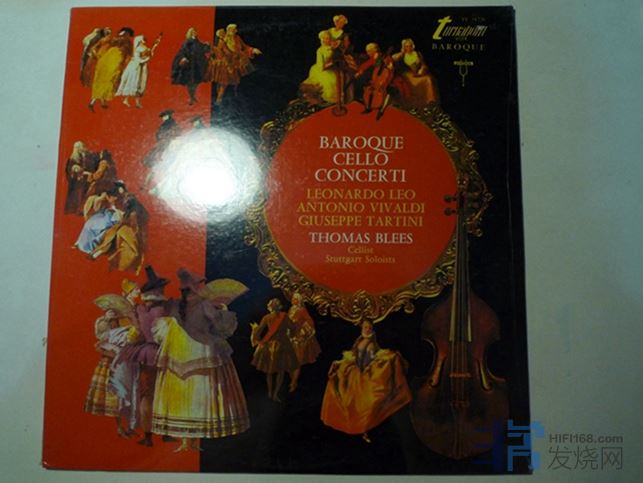 Turnabout
BAROQUE
BAROQUE
CELLO
CONCERTI
LEONARDO LEO
ANTONIO VIVALDI
GIUSEPPE TARTINI
THOMAS BLEES
Cellist
Stuttgart Soloists
HIFI168.com
发烧网